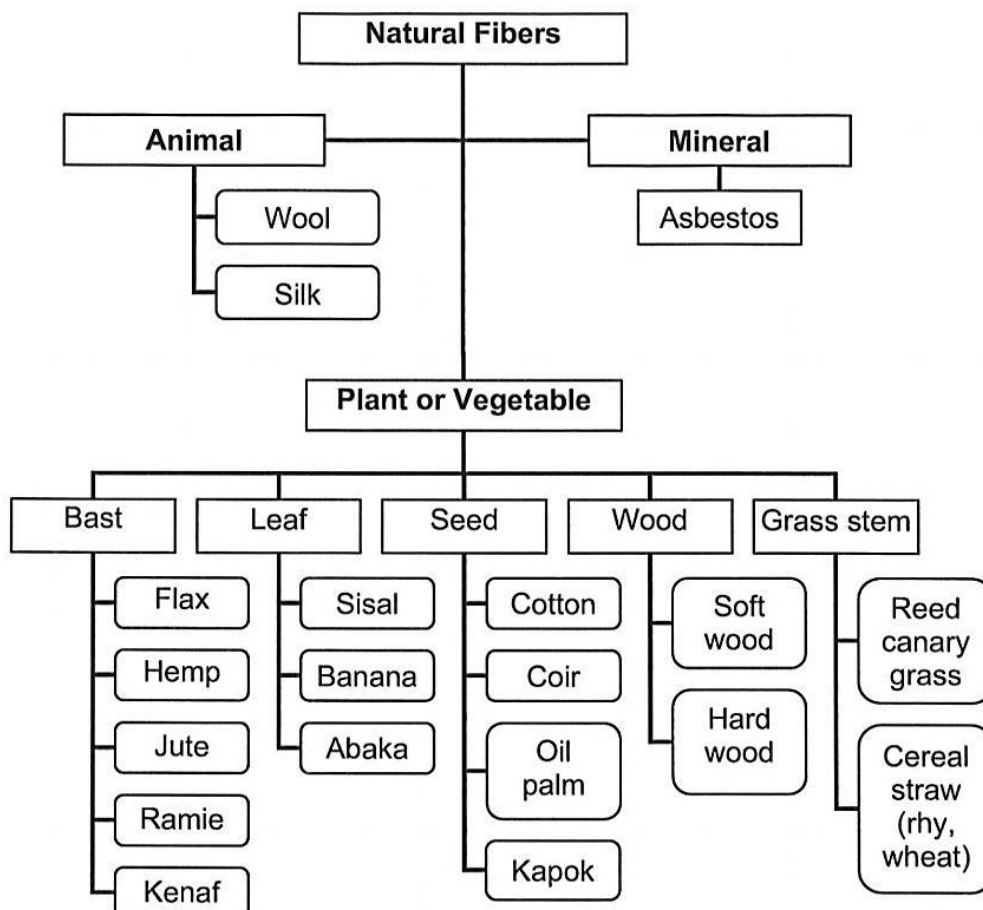 Natural Fibers
Animal
Mineral
Wool
Asbestos
Silk
Plant or Vegetable
Bast
Leaf
Seed
Wood
Grass stem
Flax
Hemp
Jute
Ramie
Kenaf
Sisal
Banana
Abaka
Cotton
Coir
Oil
palm
Kapok
Soft
wood
Hard
wood
Reed
canary
grass
Cereal
straw
(rhy,
wheat)